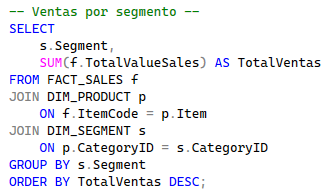 -- Ventas por segmento --
SELECT
    s.Segment,
    SUM(f.TotalValueSales) AS TotalVentas
FROM FACT_SALES f
JOIN DIM_PRODUCT p
    ON f.ItemCode = p.Item
JOIN DIM_SEGMENT s
    ON p.CategoryID = s.CategoryID
GROUP BY s.Segment
ORDER BY TotalVentas DESC;